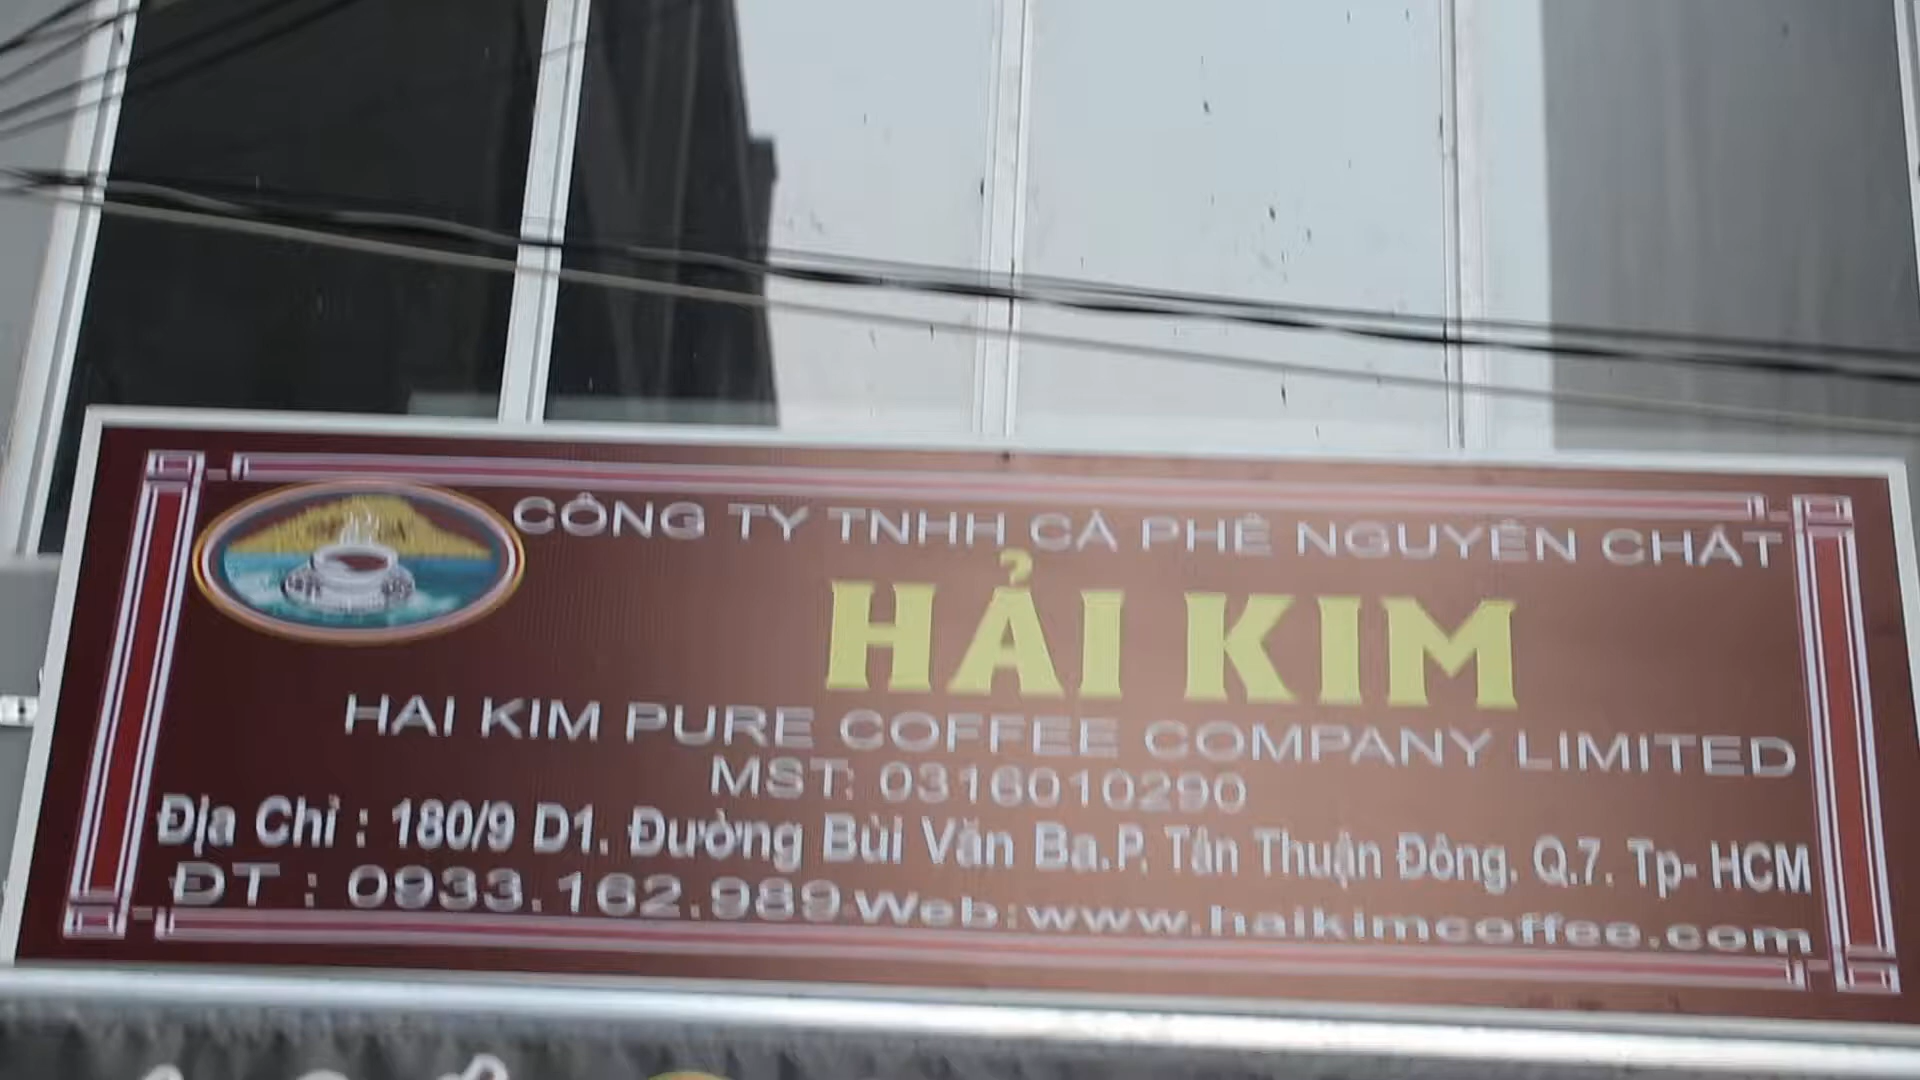 CÔNG TY TNHH CÀ PHÊ NGUYÊN CHẤT
HẢI KIM
HAI KIM PURE COFFEE COMPANY LIMITED
MST: 0316010290
Địa Chỉ : 180/9 D1. Đường Bùi Văn Ba.P. Tân Thuận Đông. Q.7. Tp- HCM
ĐT : 0933.162.989 Web:www.haikimcoffee.com